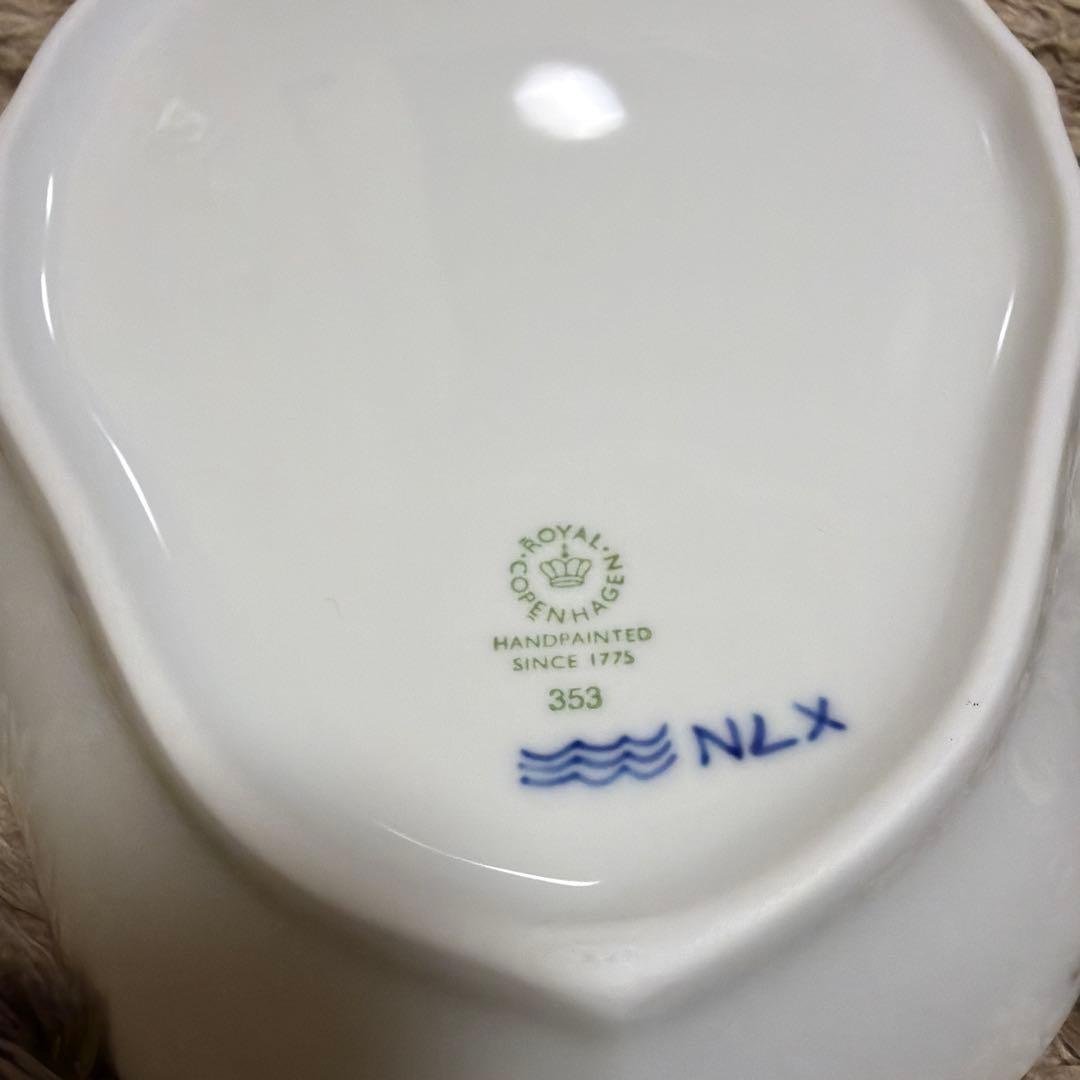 ROYAL · COPENHAGEN ·
HANDPAINTED
SINCE 1775
353
NLX